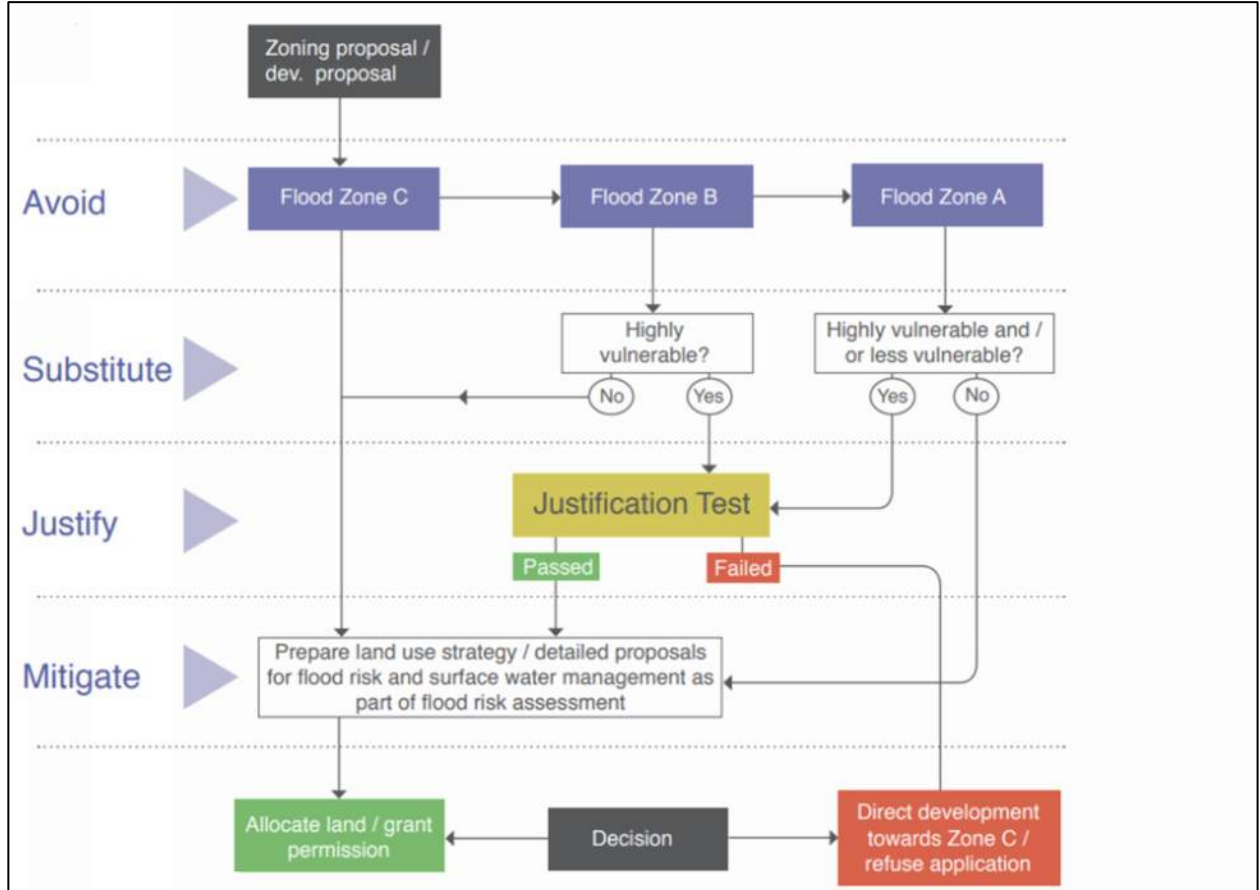 Zoning proposal /
dev. proposal
Avoid
Flood Zone C
Flood Zone B
Flood Zone A
Substitute
Highly
vulnerable?
No
Yes
Highly vulnerable and /
or less vulnerable?
Yes
No
Justify
Justification Test
Passed
Failed
Mitigate
Prepare land use strategy / detailed proposals
for flood risk and surface water management as
part of flood risk assessment
Allocate land / grant
permission
Decision
Direct development
towards Zone C /
refuse application